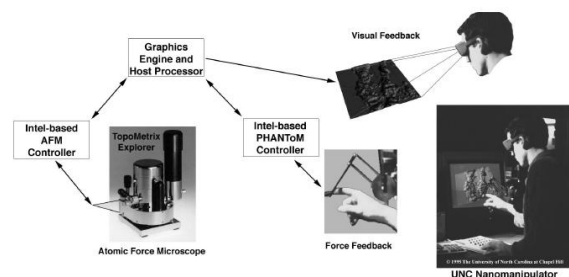 Visual Feedback
Graphics
Engine and
Host Processor
Intel-based
AFM
Controller
TopoMetrix
Explorer
Intel-based
PHANToM
Controller
Atomic Force Microscope
Force Feedback
© 1998 The University of North Carolina at Chapel Hill
UNC Nanomanipulator